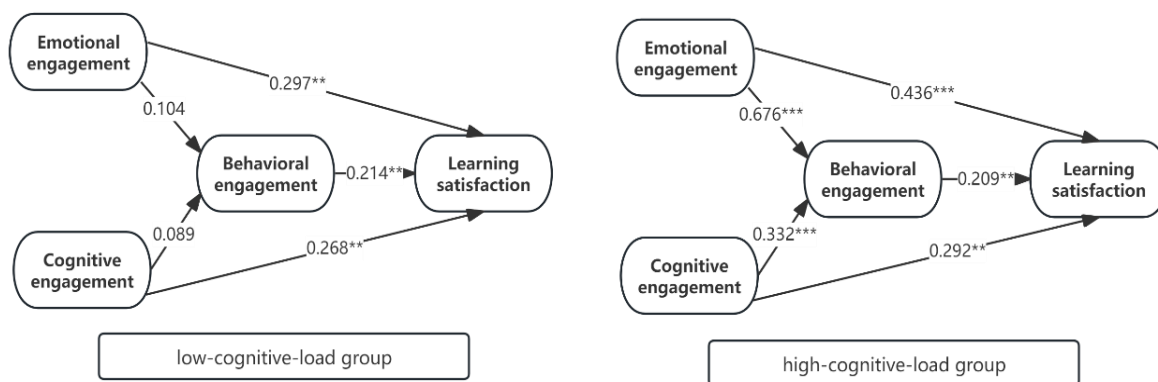 Emotional
engagement
0.297**
0.104
Behavioral
engagement
0.214**
Learning
satisfaction
0.089
Cognitive
engagement
0.268**
low-cognitive-load group
Emotional
engagement
0.436***
0.676***
Behavioral
engagement
0.209**
Learning
satisfaction
0.332***
Cognitive
engagement
0.292**
high-cognitive-load group